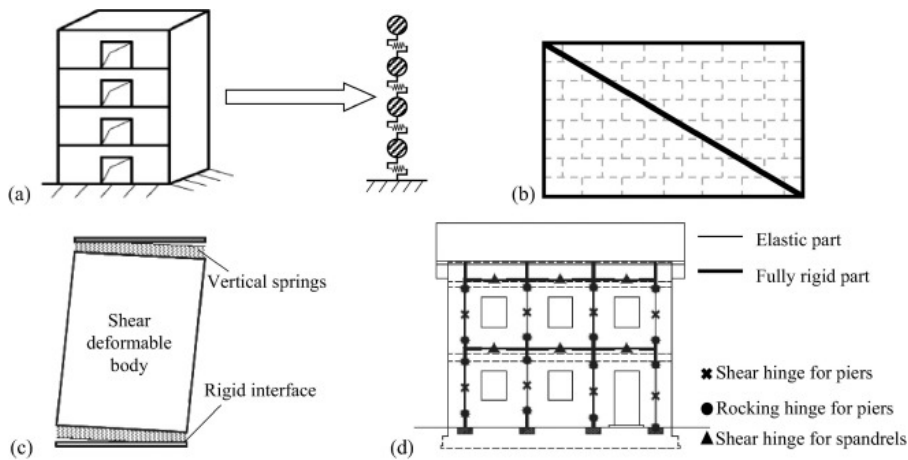 (a)
(b)
Vertical springs
Shear
deformable
body
Rigid interface
(c)
Elastic part
Fully rigid part
Shear hinge for piers
Rocking hinge for piers
Shear hinge for spandrels
(d)